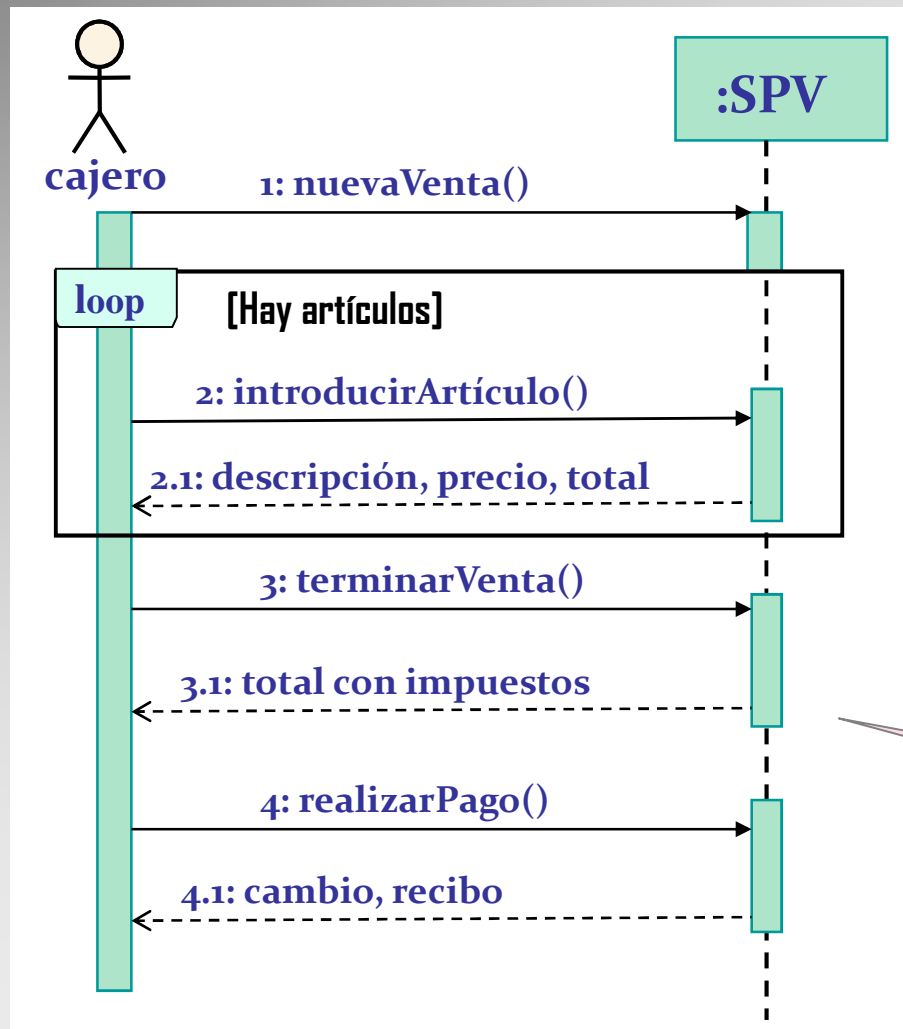 :SPV
cajero
1: nuevaVenta()
loop
[Hay artículos]
2: introducirArtículo()
2.1: descripción, precio, total
3: terminarVenta()
3.1: total con impuestos
4: realizarPago()
4.1: cambio, recibo